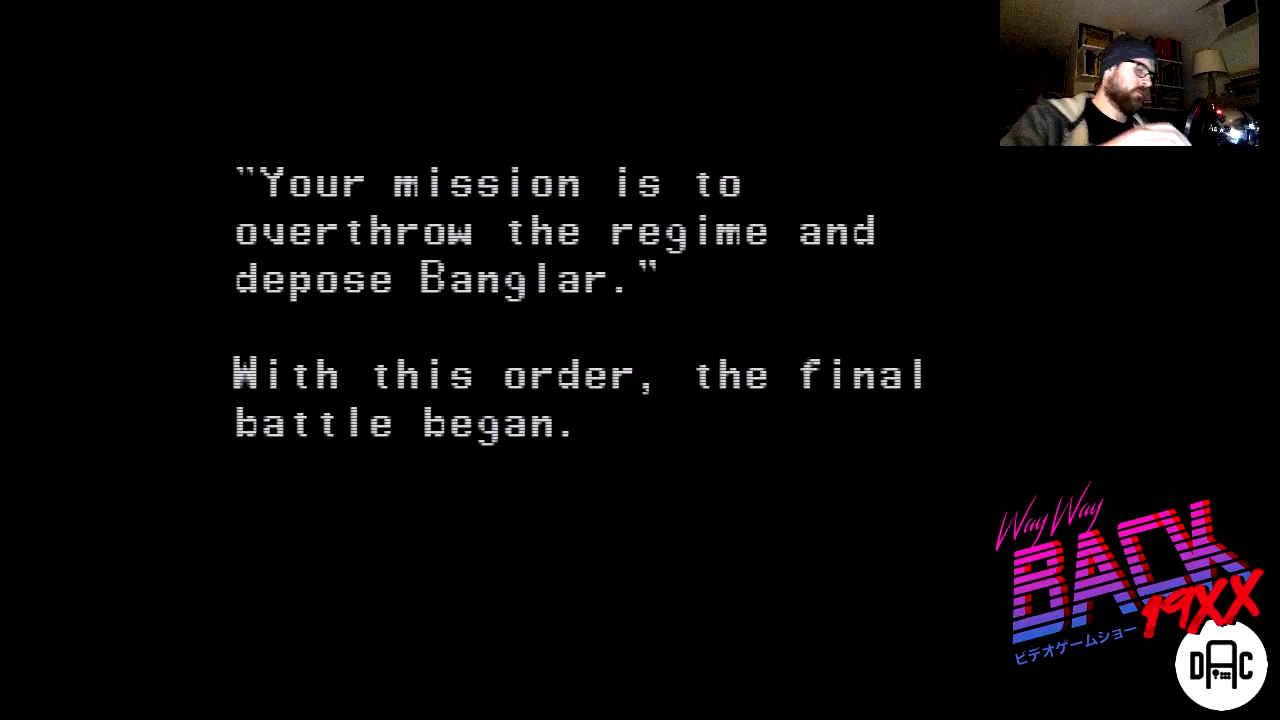 "Your mission is to
overthrow the regime and
depose Banglar."
With this order, the final
battle began.
Way Way
BACK
19XX
ビデオゲームショー
DAC